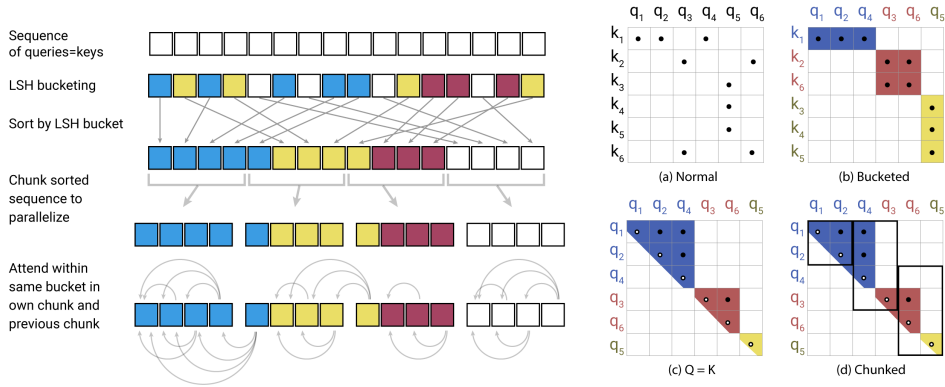 Sequence
of queries=keys
LSH bucketing
Sort by LSH bucket
Chunk sorted
sequence to
parallelize
Attend within
same bucket in
own chunk and
previous chunk
q1 q2 q3 q4 q5 q6
k1
k2
k3
k4
k5
k6
(a) Normal
q1 q2 q4 q3 q6 q5
k1
k2
k6
k3
k4
k5
(b) Bucketed
q1 q2 q4 q3 q6 q5
q1
q2
q4
q3
q6
q5
(c) Q = K
q1 q2 q4 q3 q6 q5
q1
q2
q4
q3
q6
q5
(d) Chunked